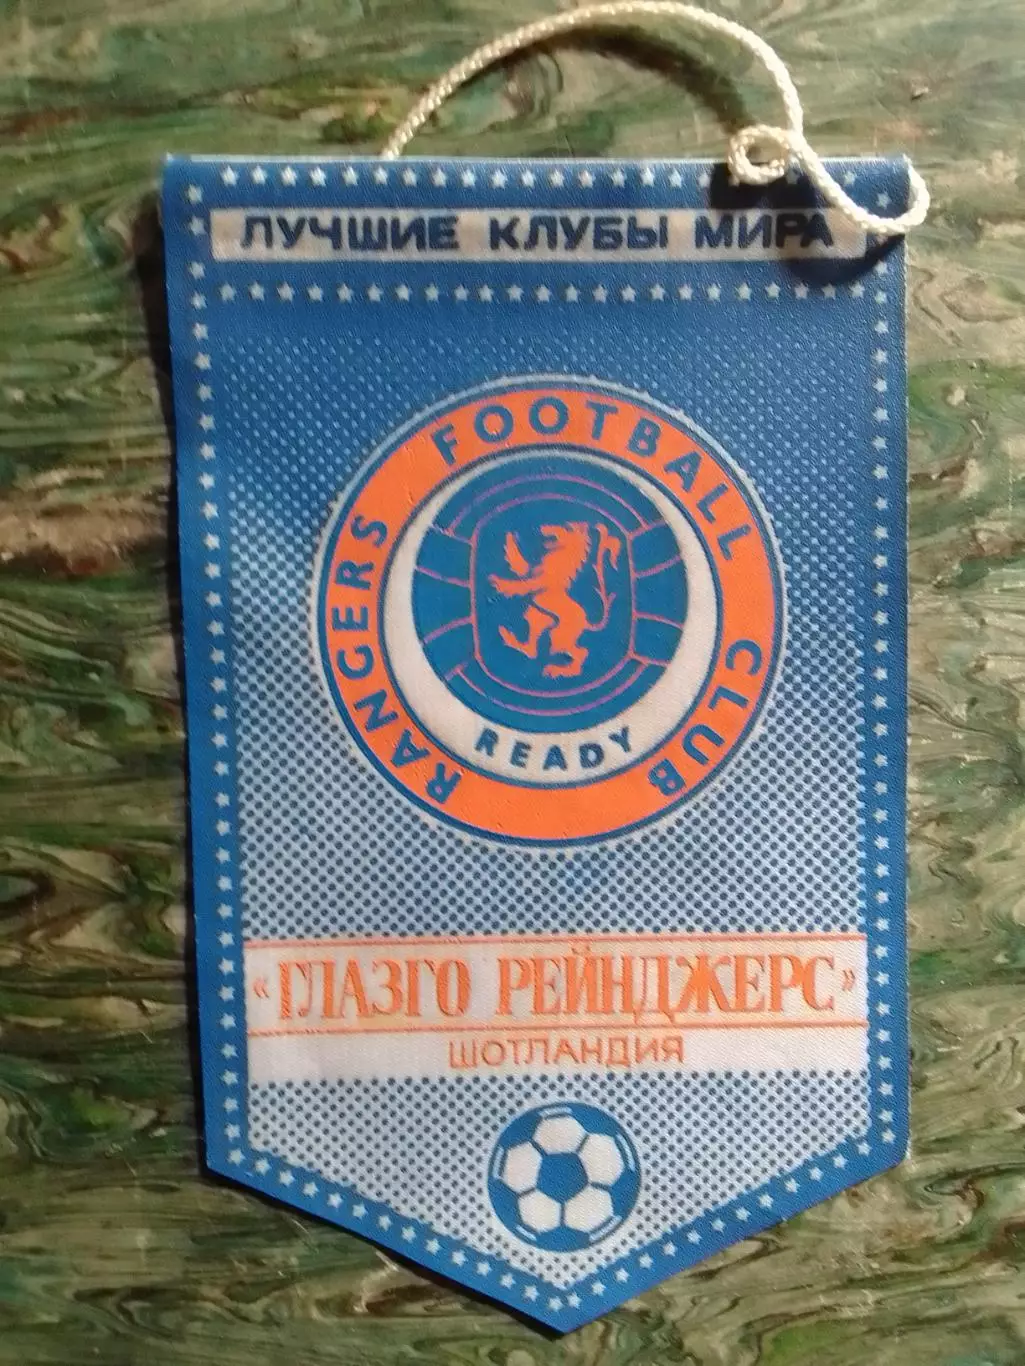 ЛУЧШИЕ КЛУБЫ МИРА
RANGERS FOOTBALL CLUB
READY
«ГЛАЗГО РЕЙНДЖЕРС»
ШОТЛАНДИЯ